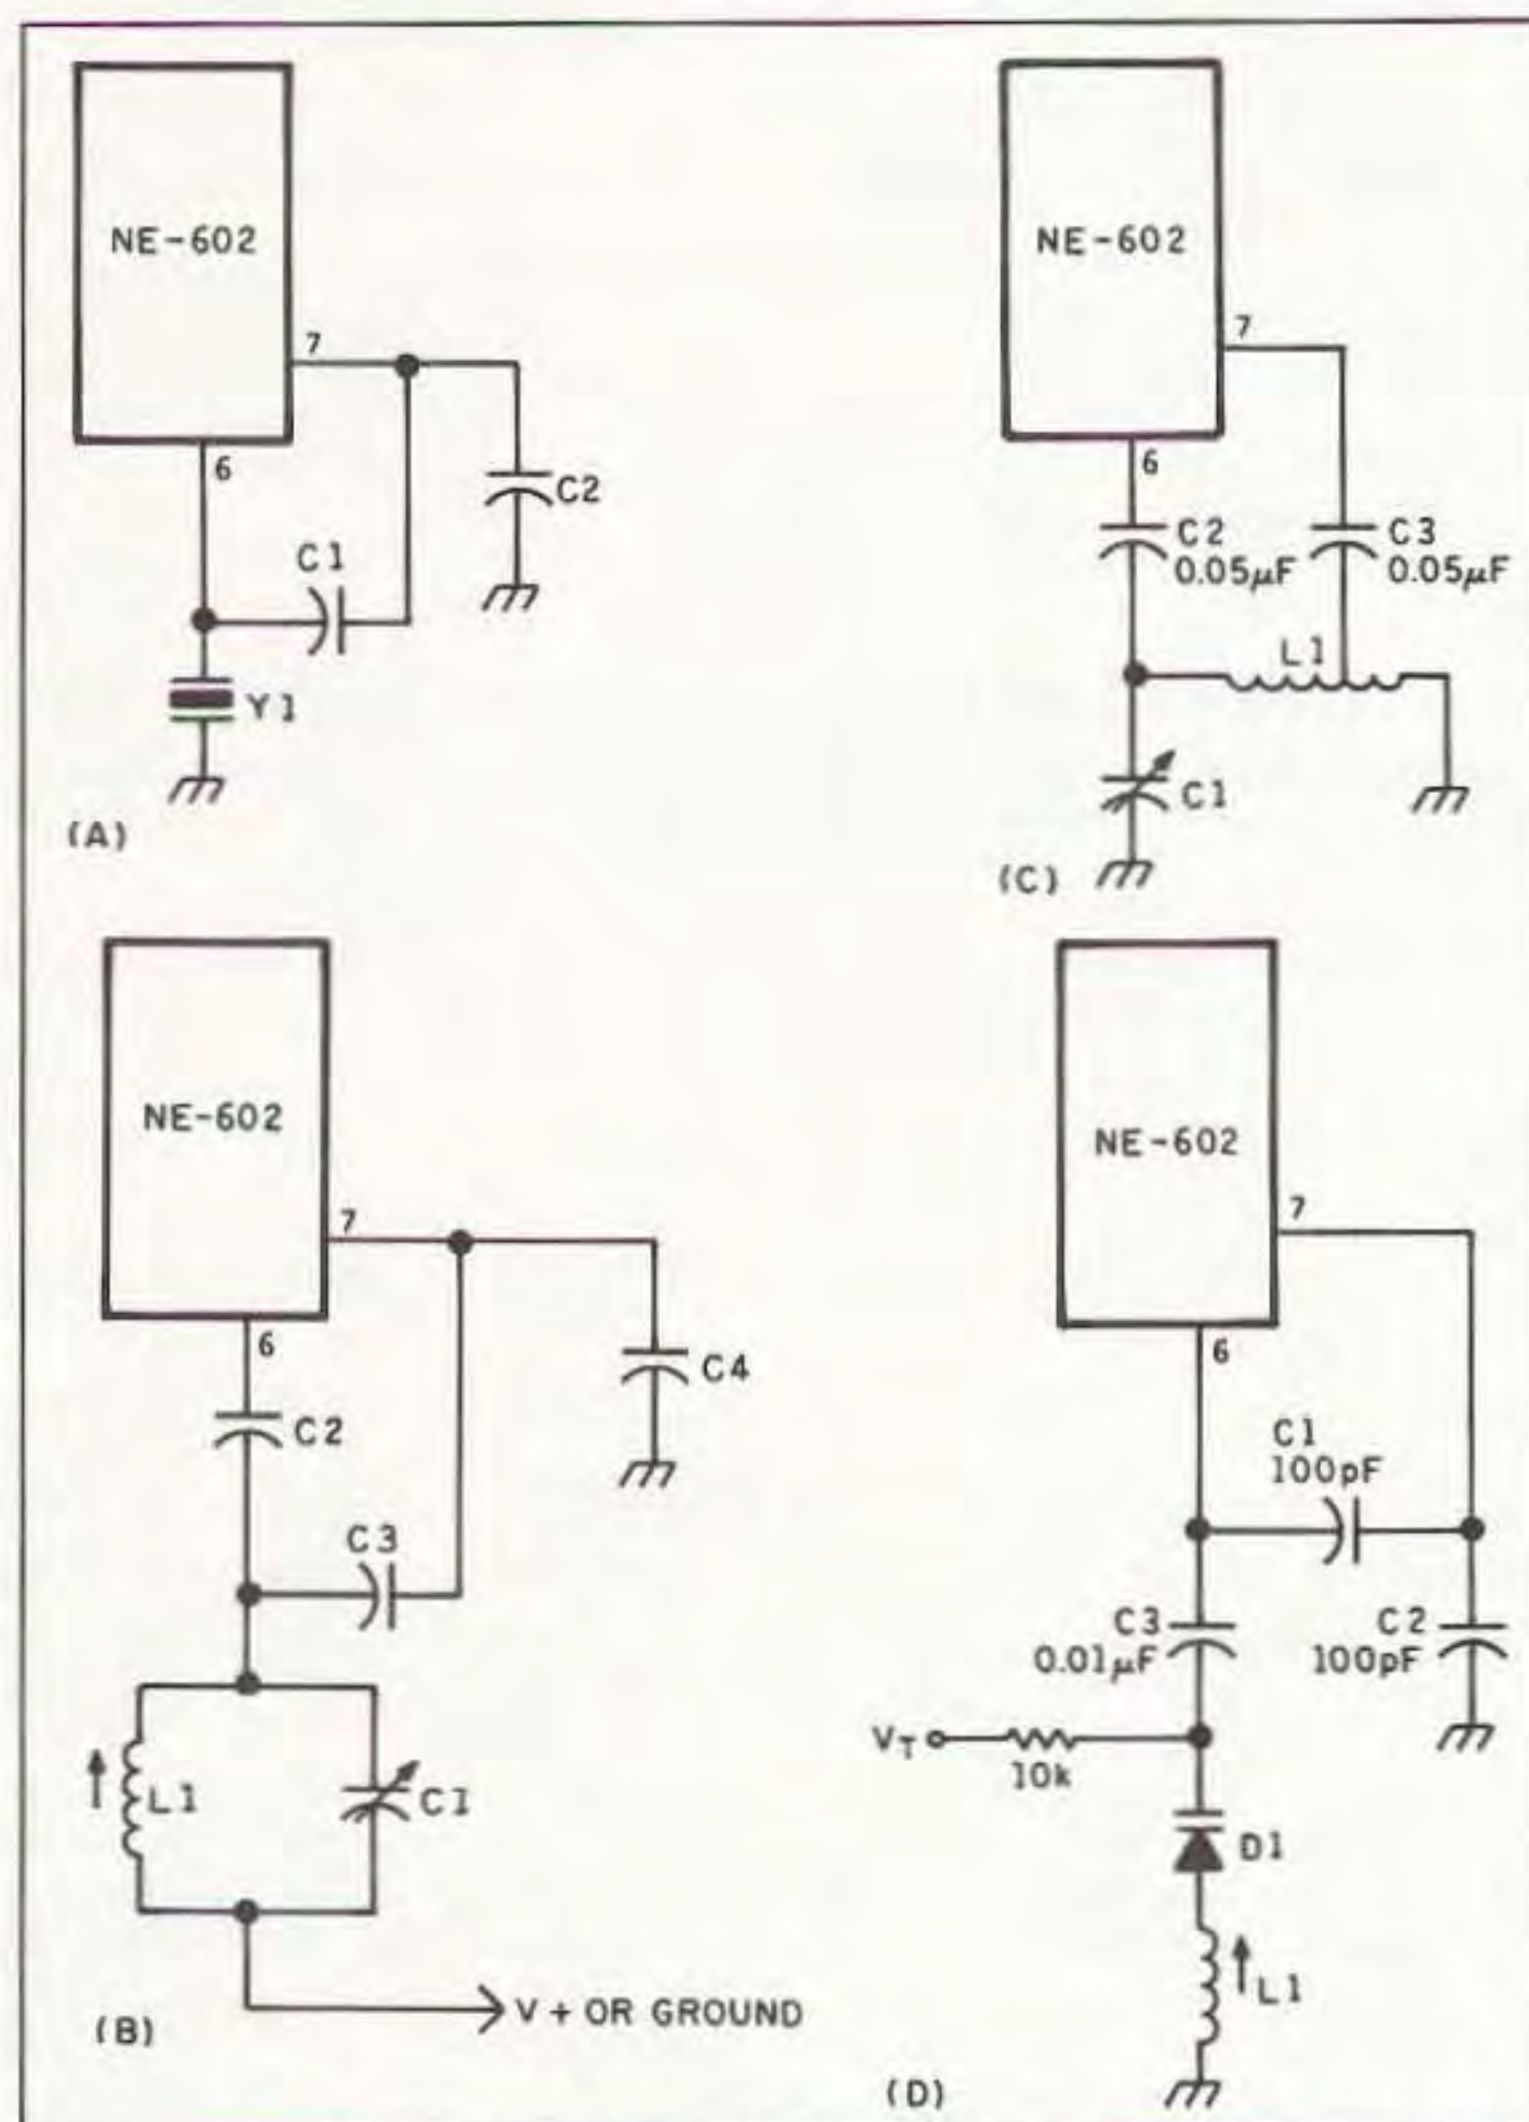 NE-602
7
6
C2
C1
Y1
(A)
NE-602
7
6
C2
0.05µF
C3
0.05µF
L1
C1
(C)
NE-602
7
6
C4
C2
C3
L1
C1
V + OR GROUND
(B)
NE-602
7
6
C1
100pF
C3
0.01µF
C2
100pF
VT
10k
D1
L1
(D)